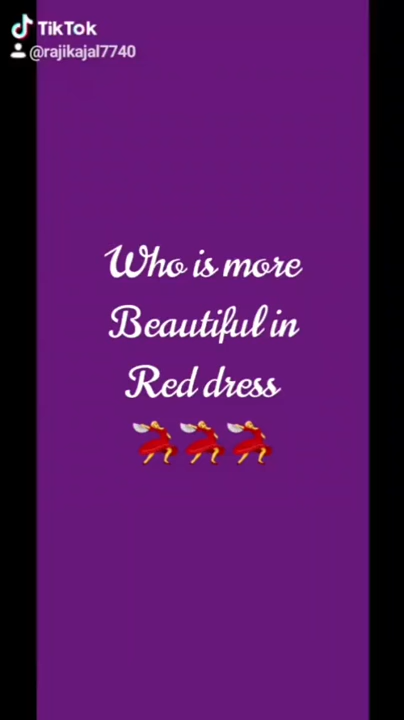 TikTok
@rajikajal7740
Who is more
Beautiful in
Red dress